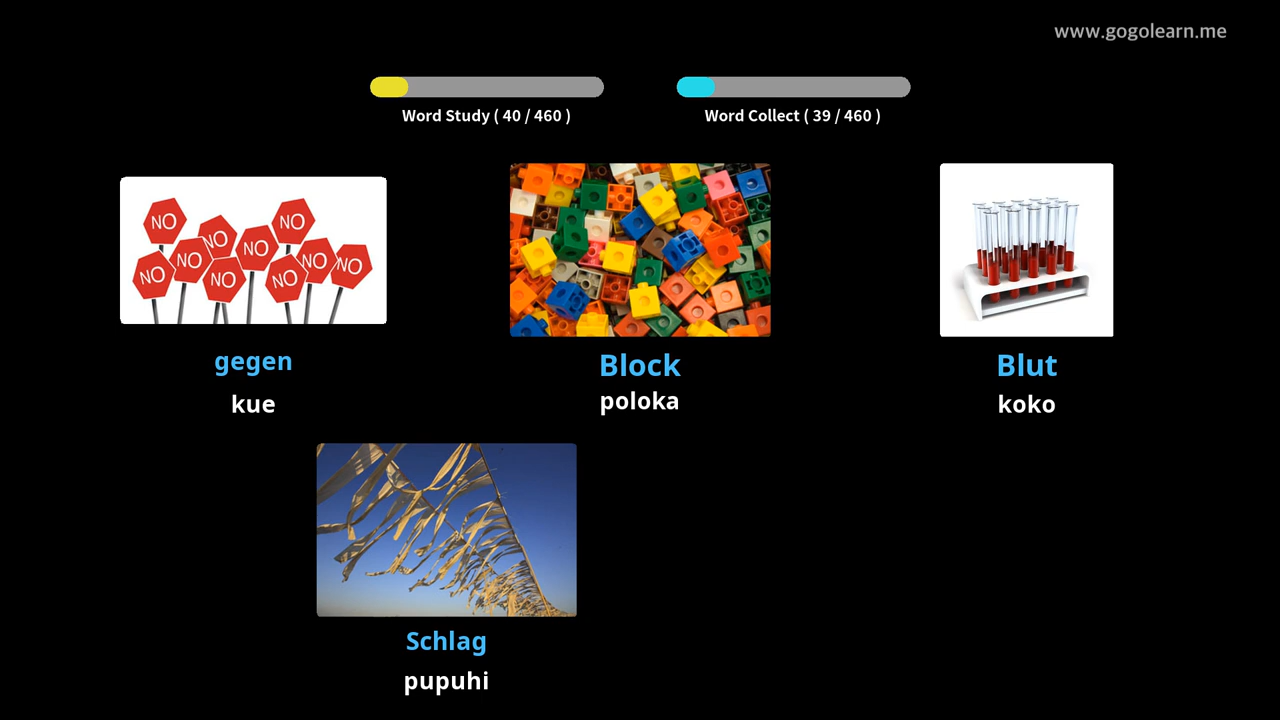 www.gogolearn.me
Word Study ( 40 / 460 )
Word Collect ( 39 / 460 )
NO
NO
NO
NO
NO
NO
NO
NO
NO
gegen
kue
Block
poloka
Blut
koko
Schlag
pupuhi